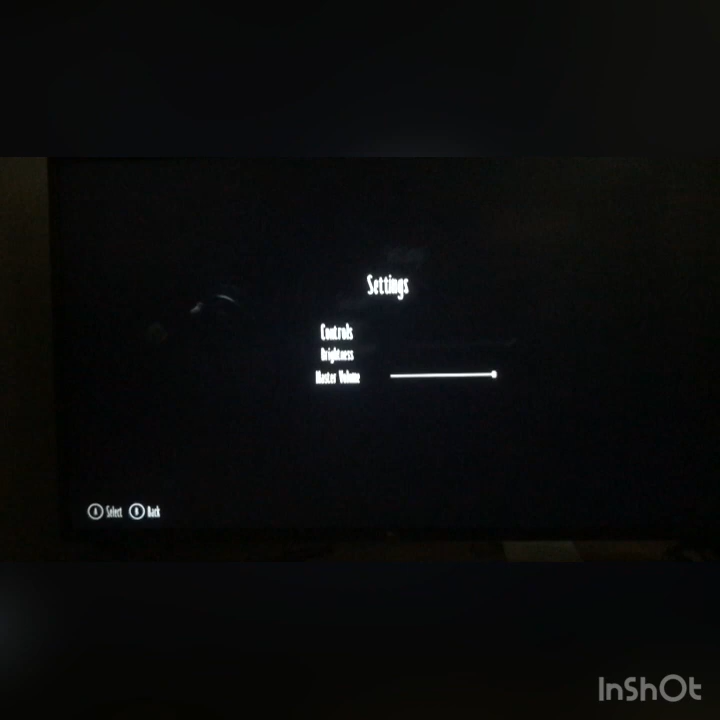 Settings
Controls
Brightness
Master Volume
A Select B Back
InShOt